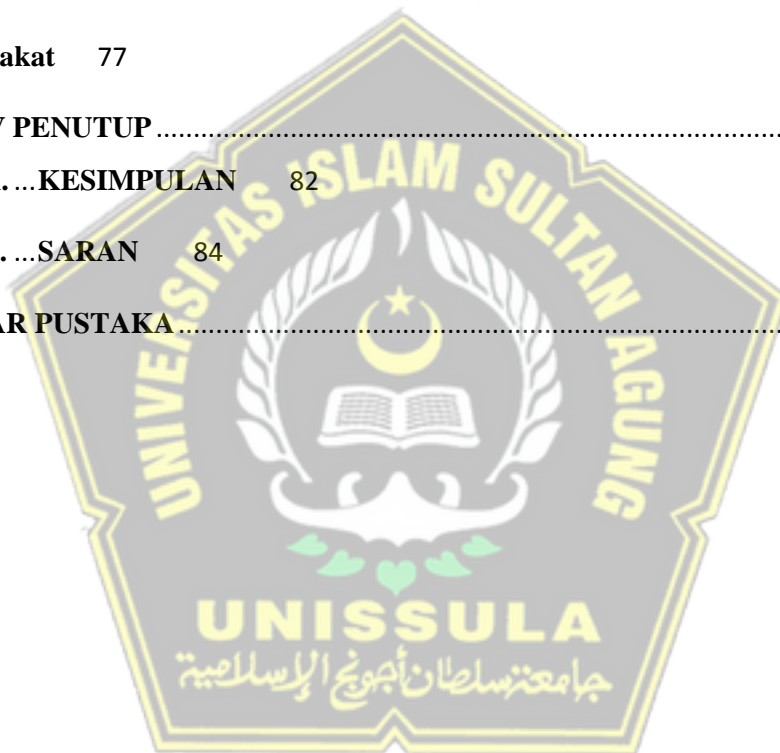 akat 77
PENUTUP ........................................................................
... KESIMPULAN 82
. ... SARAN 84
AR PUSTAKA ........................................................................
UNIVERSITAS ISLAM SULTAN AGUNG
UNISSULA
جامعة سلطان أجونج الإسلامية